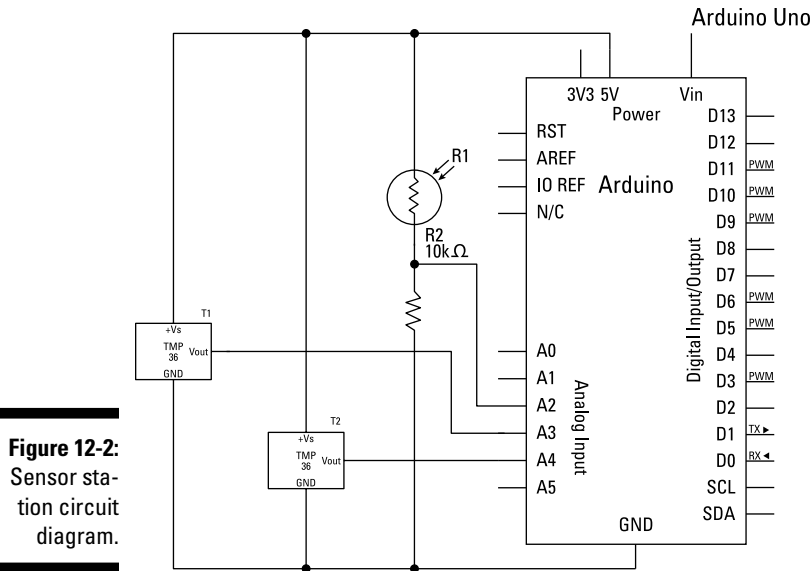 Arduino Uno
3V3 5V Vin
Power
RST
AREF
IO REF
N/C
Arduino
D13
D12
D11 PWM
D10 PWM
D9 PWM
D8
D7
D6 PWM
D5 PWM
D4
D3 PWM
D2
D1 TX ▶
D0 RX ◀
SCL
SDA
Digital Input/Output
A0
A1
A2
A3
A4
A5
Analog Input
GND
R1
R2
10kΩ
T1
+Vs
TMP
36
Vout
GND
T2
+Vs
TMP
36
Vout
GND
Figure 12-2:
Sensor sta-
tion circuit
diagram.